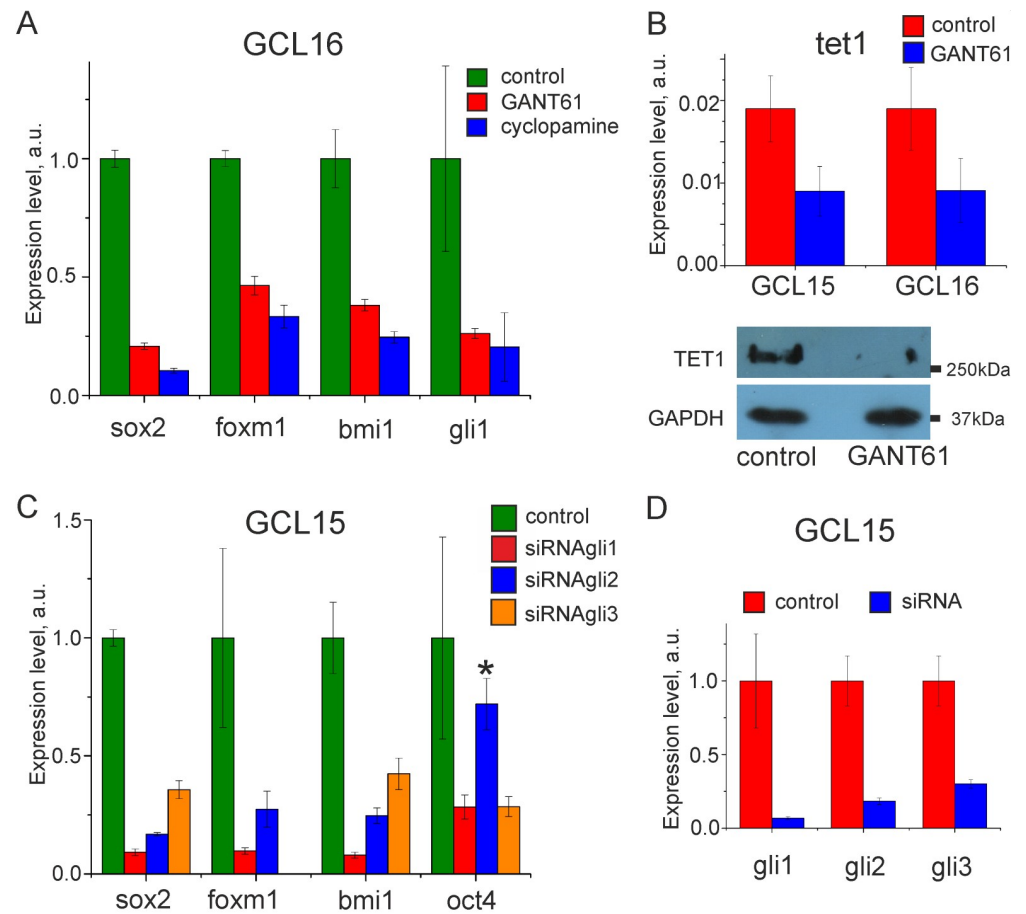 A
GCL16
control
GANT61
cyclopamine
Expression level, a.u.
1.0
0.5
0.0
sox2 foxm1 bmi1 gli1
B
tet1
control
GANT61
Expression level, a.u.
0.02
0.01
0.00
GCL15 GCL16
TET1
250kDa
GAPDH
37kDa
control GANT61
C
GCL15
control
siRNAgli1
siRNAgli2
siRNAgli3
Expression level, a.u.
1.5
1.0
0.5
0.0
*
sox2 foxm1 bmi1 oct4
D
GCL15
control siRNA
Expression level, a.u.
1.0
0.0
gli1 gli2 gli3